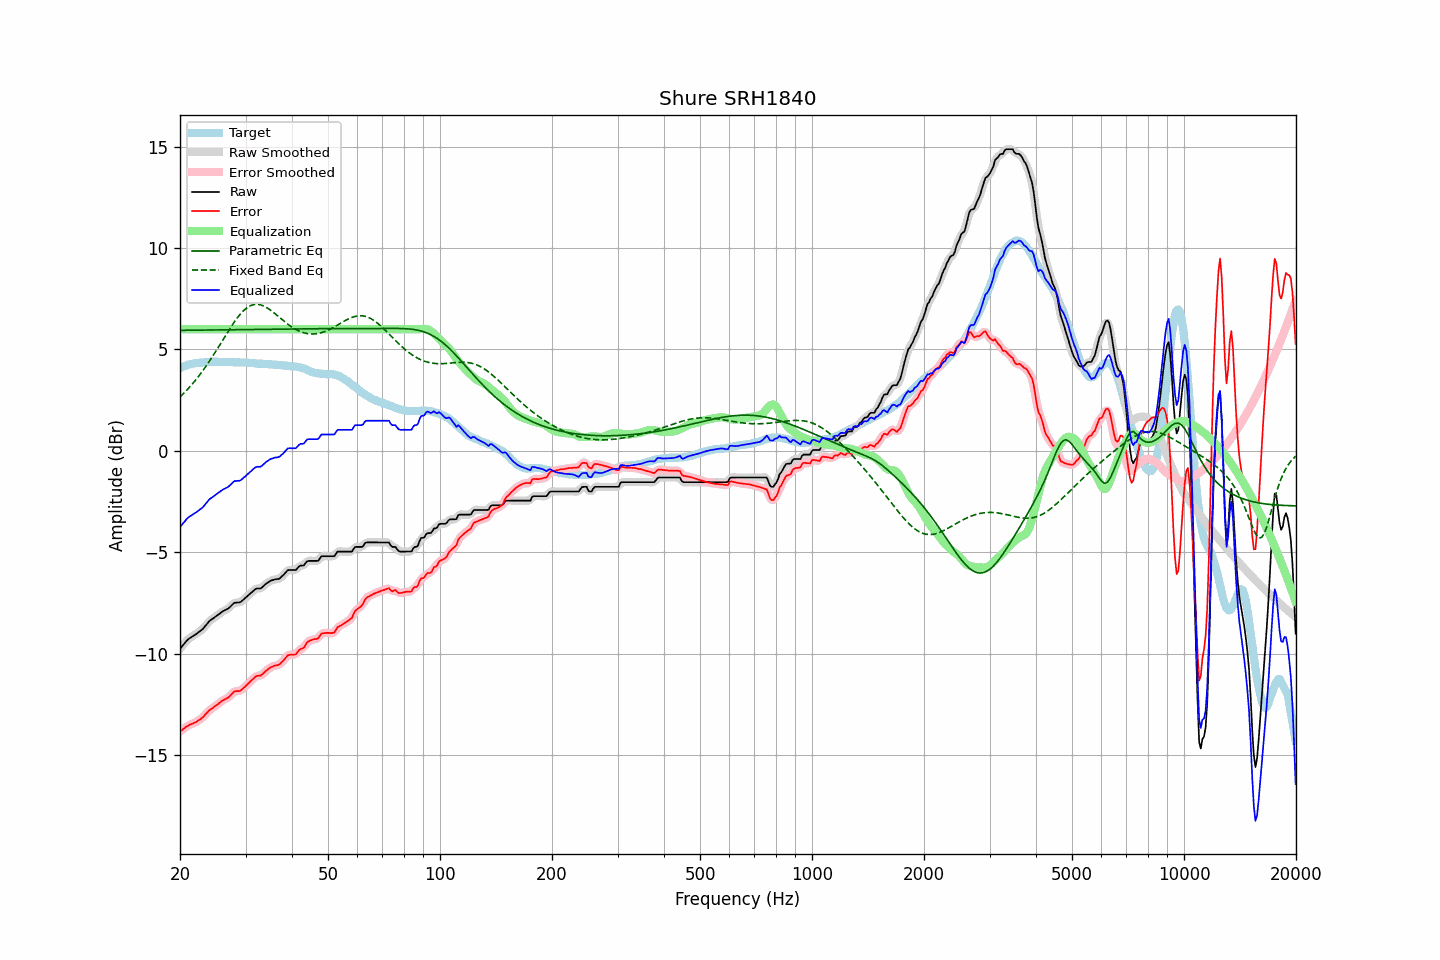 Shure SRH1840
Target
Raw Smoothed
Error Smoothed
Raw
Error
Equalization
Parametric Eq
Fixed Band Eq
Equalized
15
10
5
0
−5
−10
−15
Amplitude (dBr)
20
50
100
200
500
1000
2000
5000
10000
20000
Frequency (Hz)